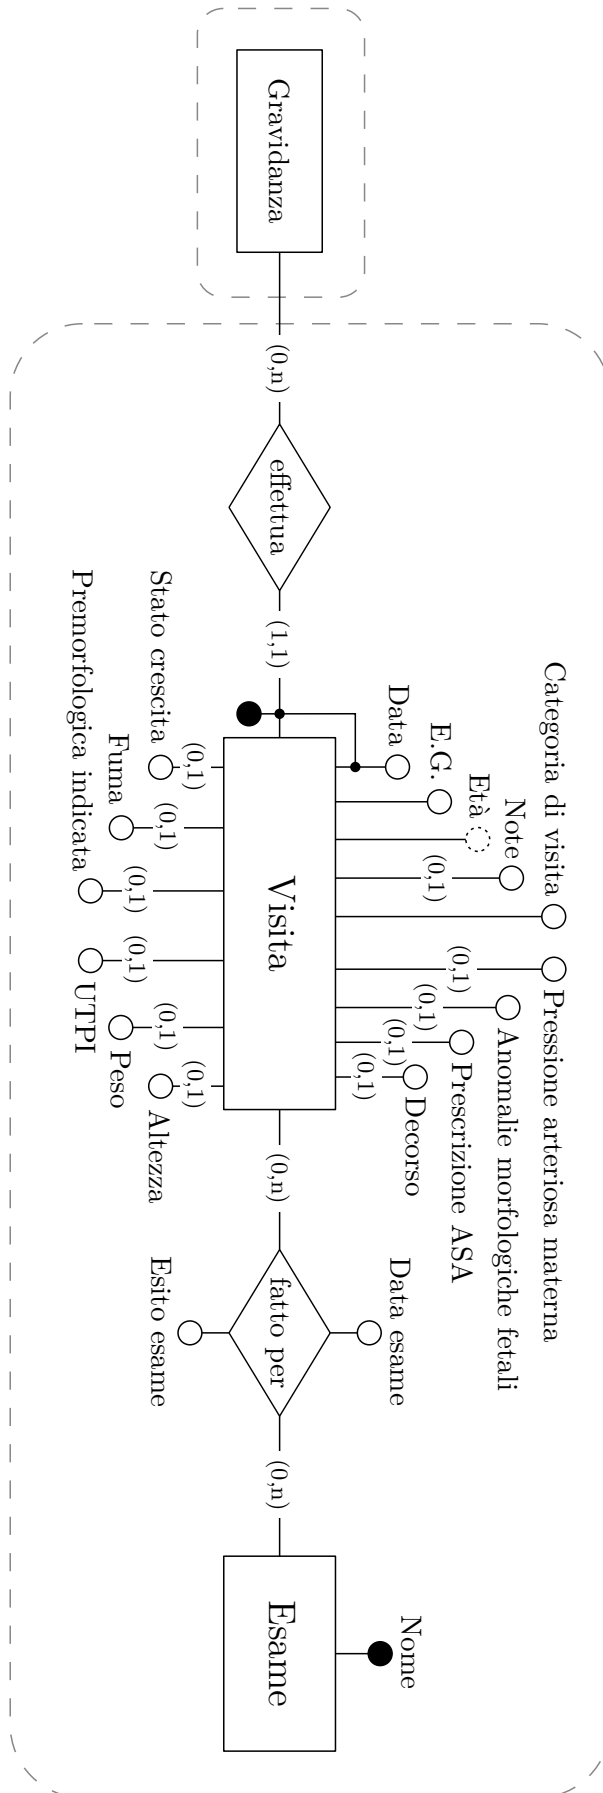 Gravidanza
(0,n)
effettua
(1,1)
Categoria di visita
Note
Età
E.G.
Data
Pressione arteriosa materna
Anomalie morfologiche fetali
Prescrizione ASA
Decorso
(0,1)
(0,1)
(0,1)
(0,1)
(0,1)
Visita
(0,1)
(0,1)
(0,1)
(0,1)
(0,1)
(0,1)
Stato crescita
Fuma
Premorfologica indicata
UTPI
Peso
Altezza
(0,n)
Data esame
fatto per
Esito esame
(0,n)
Nome
Esame